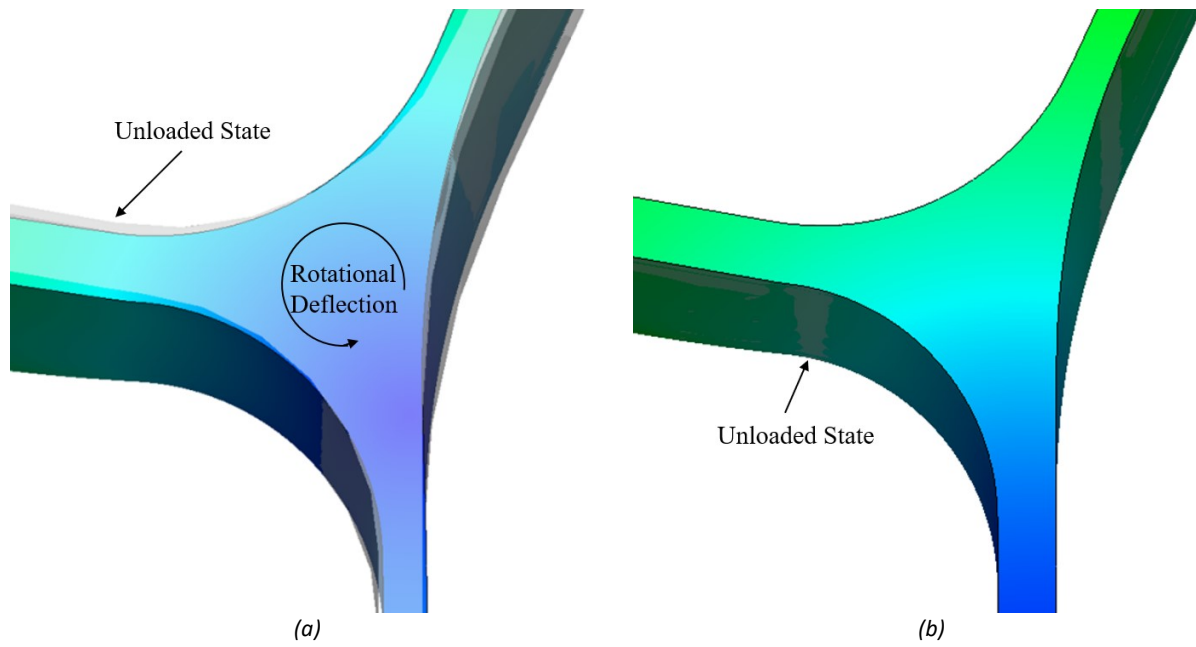 Unloaded State
Rotational
Deflection
Unloaded State
(a)
(b)